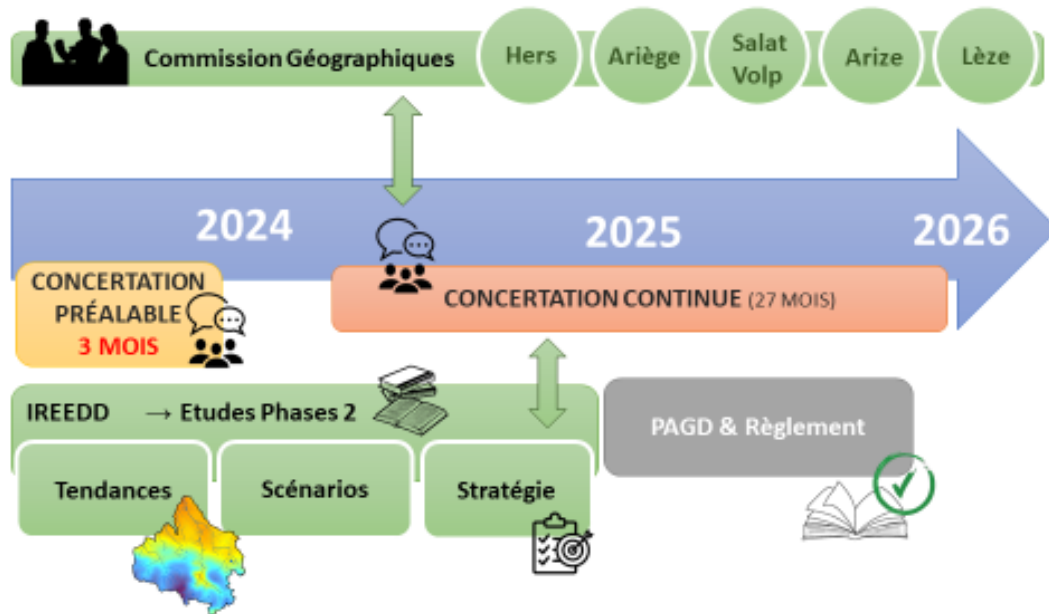 Commission Géographiques
Hers
Ariège
Salat
Volp
Arize
Lèze
2024
2025
2026
CONCERTATION
PRÉALABLE
3 MOIS
CONCERTATION CONTINUE (27 MOIS)
IREEDD → Etudes Phases 2
PAGD & Règlement
Tendances
Scénarios
Stratégie